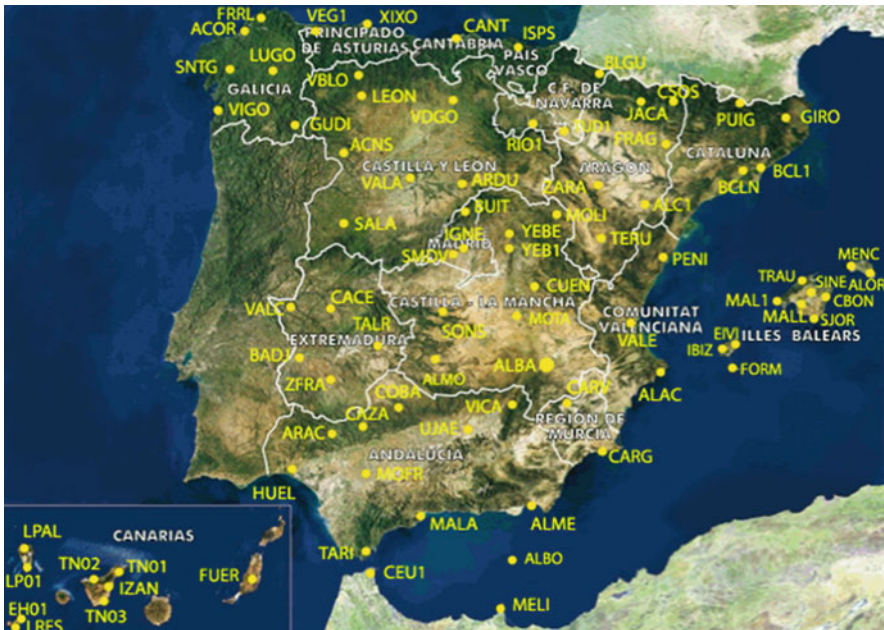 FRRL
VEG1
XIXO
ACOR
CANT
ISPS
PRINCIPADO
DE ASTURIAS
CANTABRIA
PAIS
VASCO
LUGO
SNTG
GALICIA
VBLO
BLGU
LEON
VDGO
C.F. DE
NAVARRA
CSOS
JACA
VIGO
GUDI
RIO1
TUD1
FRAG
PUIG
GIRO
ACNS
CASTILLA Y LEON
ARAGON
CATALUNA
VALA
ARDU
ZARA
BCLN
BCL1
BUIT
MOLI
ALC1
SALA
IGNE
YEBE
MADRID
YEB1
TERU
SMDV
PENI
MENC
TRAU
SINE
ALOR
CUEN
MAL1
CBON
VALC
CACE
CASTILLA - LA MANCHA
COMUNITAT
VALENCIANA
MALL
SJOR
TALR
SONS
MOTA
VALE
EIVI
ILLES BALEARS
EXTREMADURA
IBIZ
BADJ
ALMO
ALBA
FORM
ZFRA
COBA
CARV
ALAC
CAZA
VICA
REGION DE
MURCIA
ARAC
UJAE
CARG
ANDALUCIA
MOFR
HUEL
MALA
ALME
CANARIAS
LPAL
TARI
ALBO
TN02
TN01
FUER
CEU1
LP01
IZAN
EH01
TN03
MELI
LRES